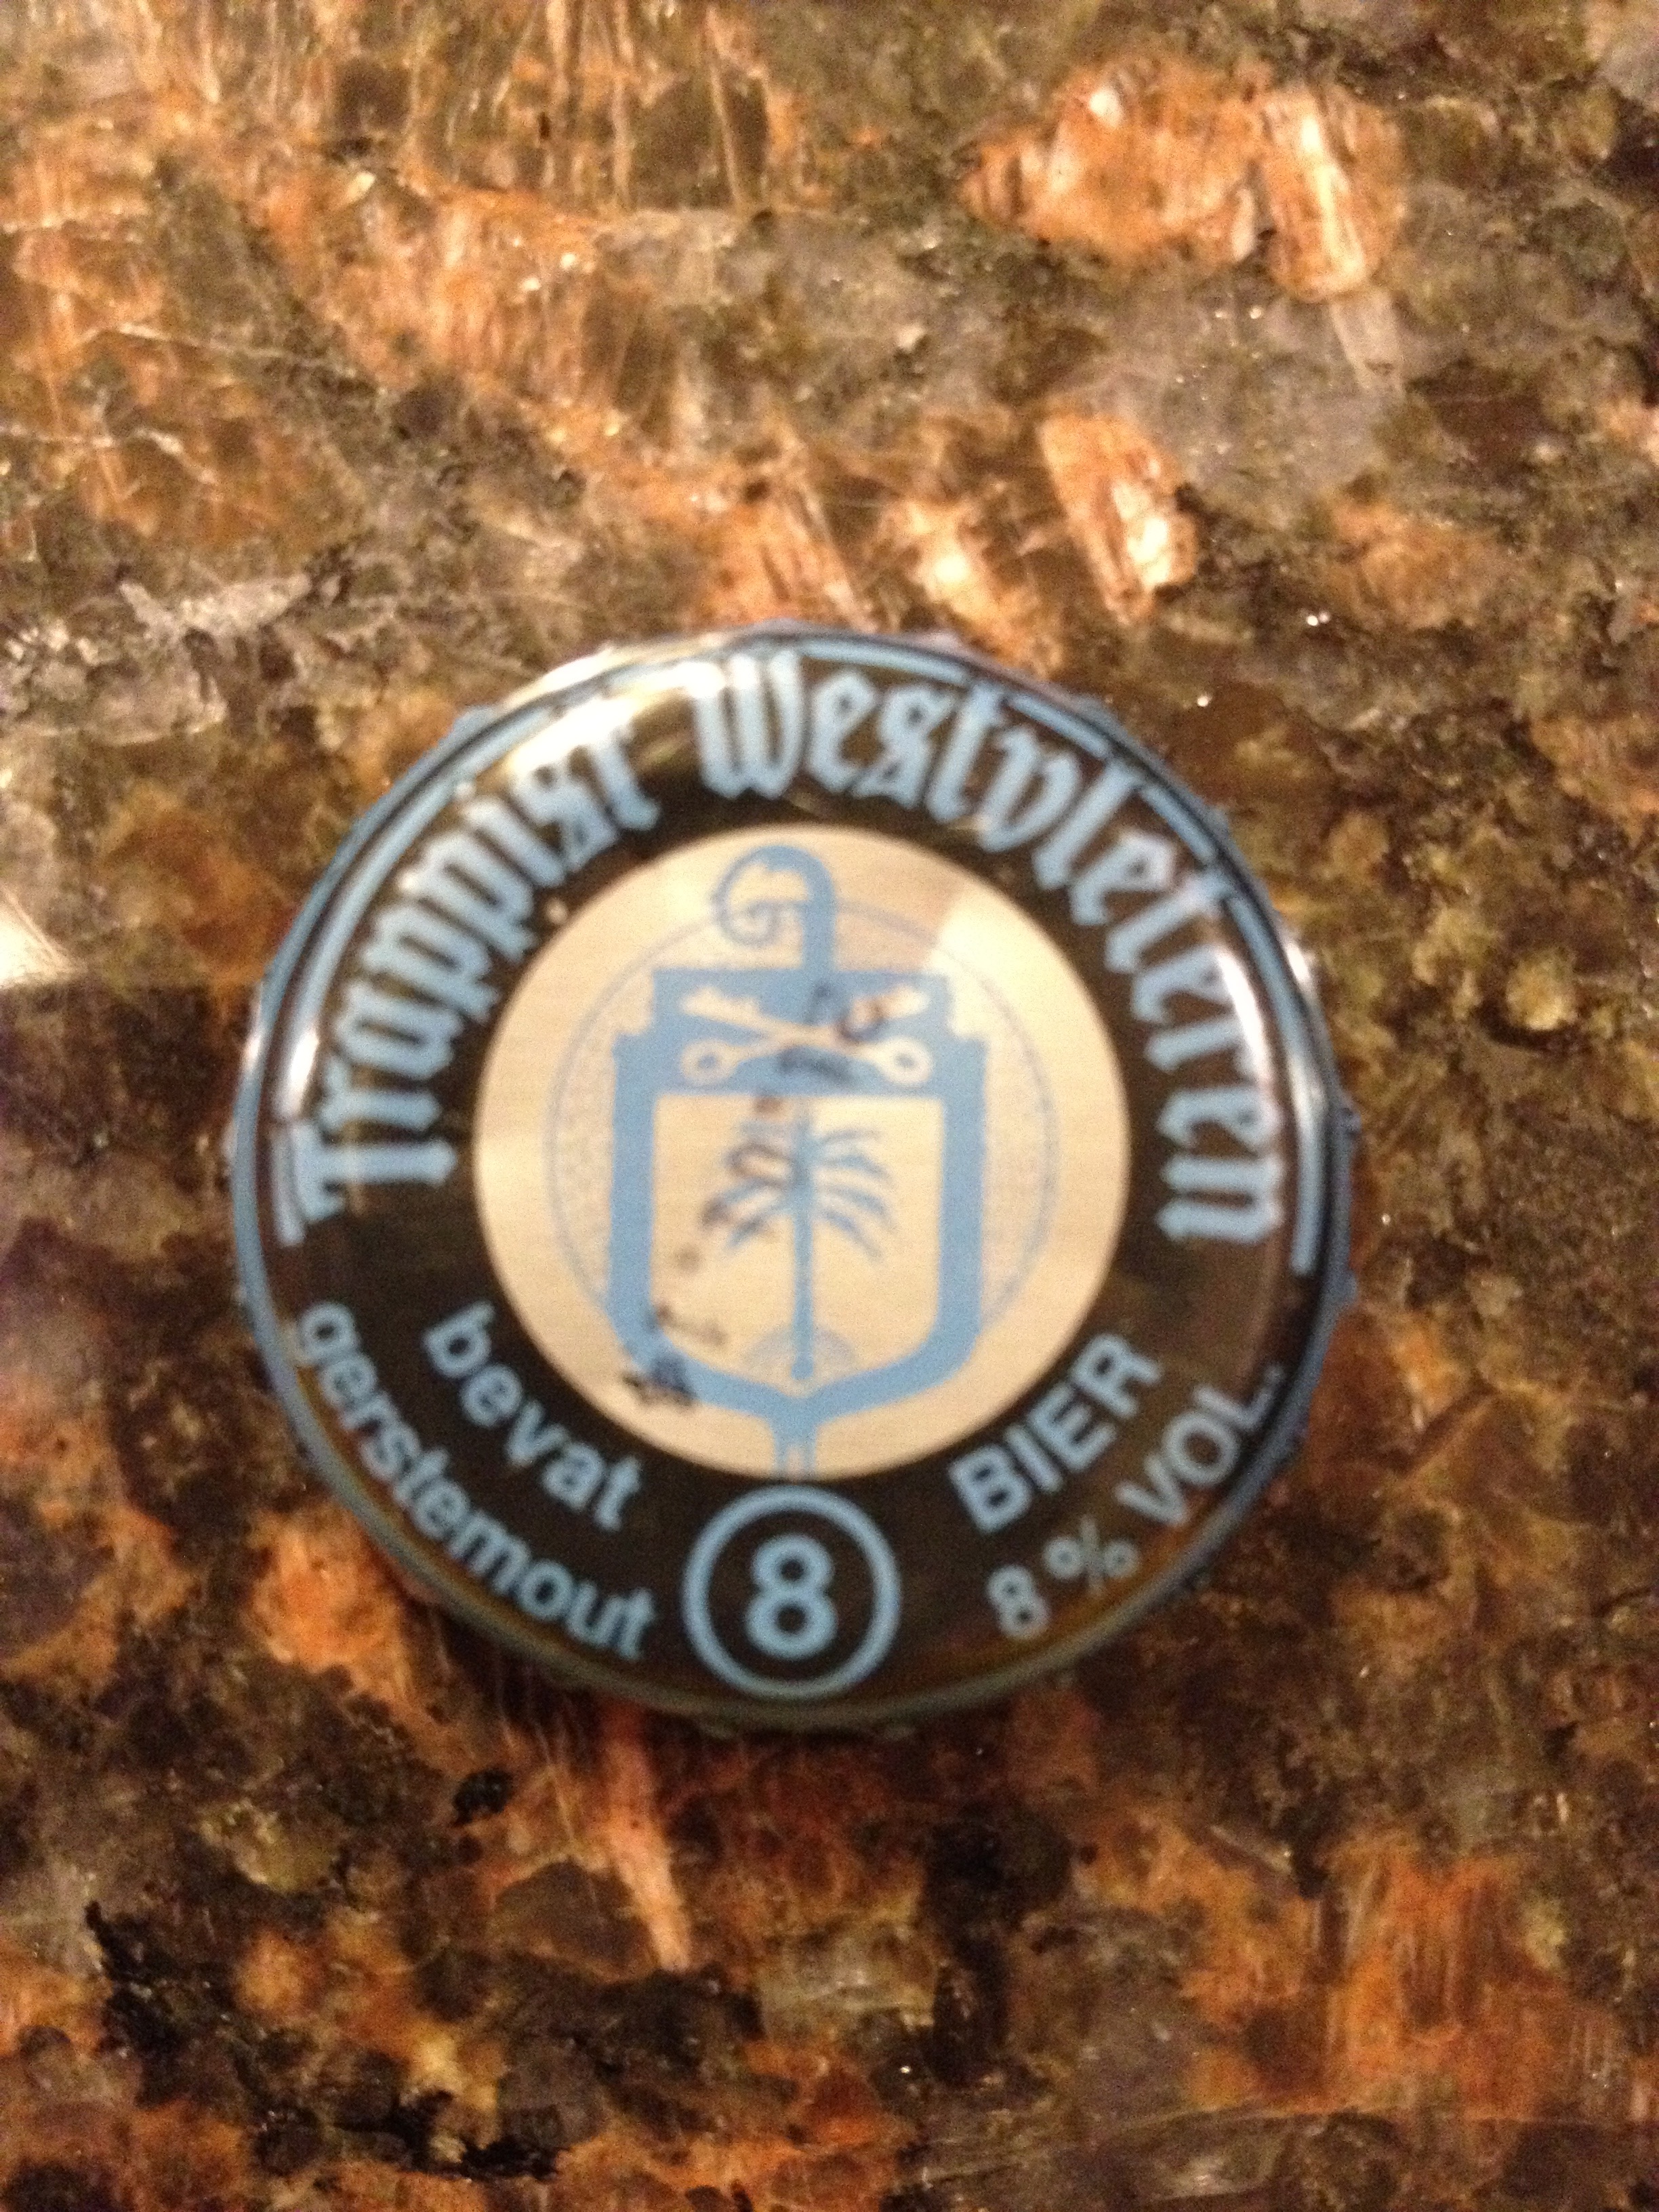 Trappist Westvleteren
bevat
gerstemout
8
BIER
8 % VOL.